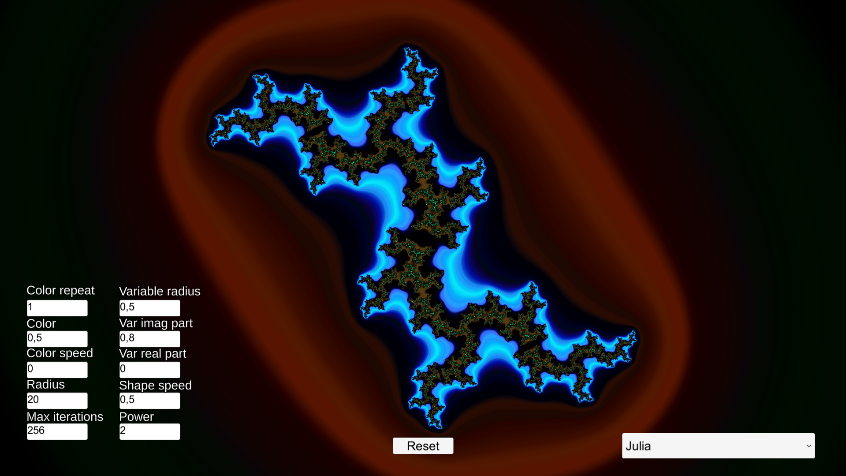 Color repeat
1
Color
0,5
Color speed
0
Radius
20
Max iterations
256
Variable radius
0,5
Var imag part
0,8
Var real part
0
Shape speed
0,5
Power
2
Reset
Julia